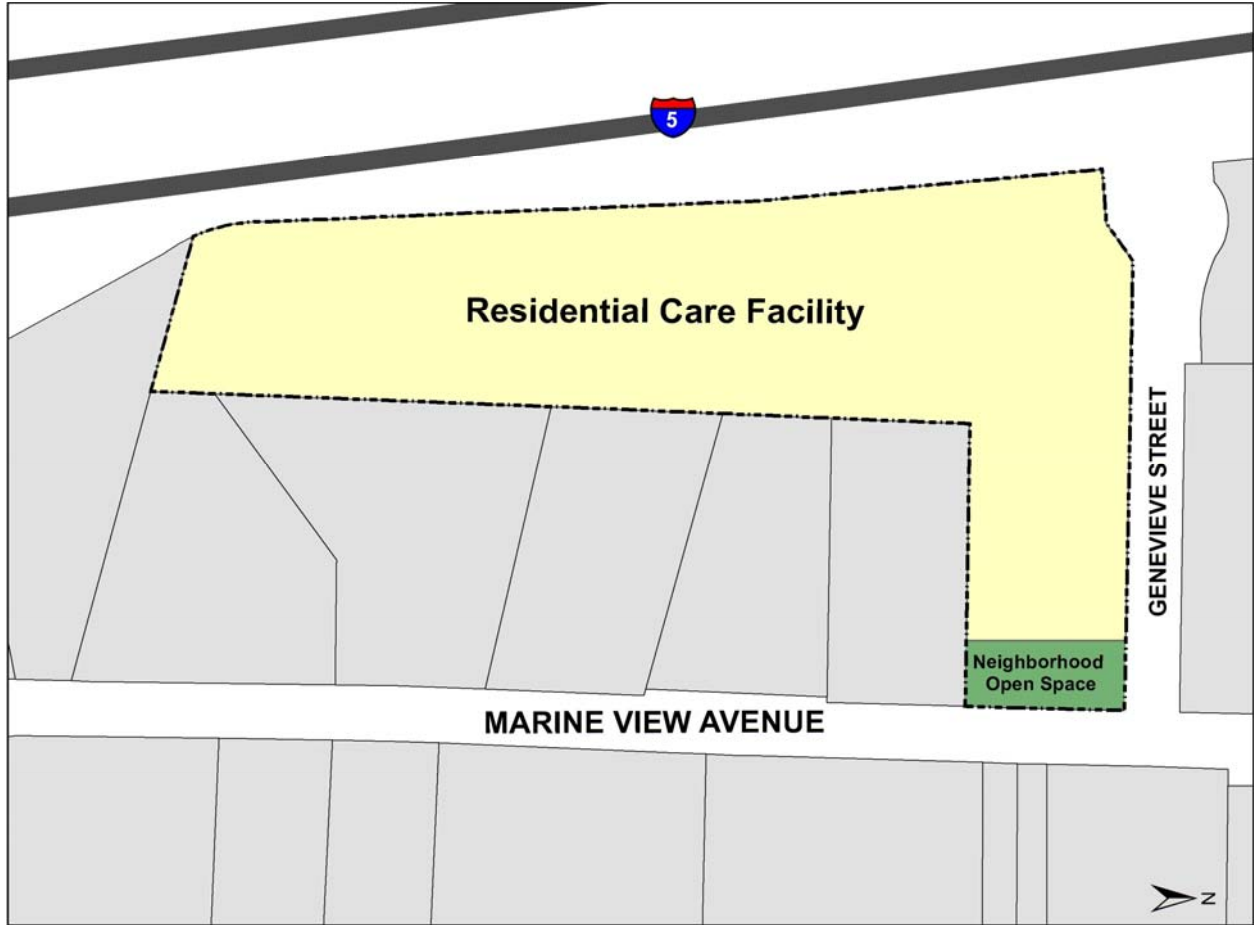 5
Residential Care Facility
GENEVIEVE STREET
Neighborhood
Open Space
MARINE VIEW AVENUE
N